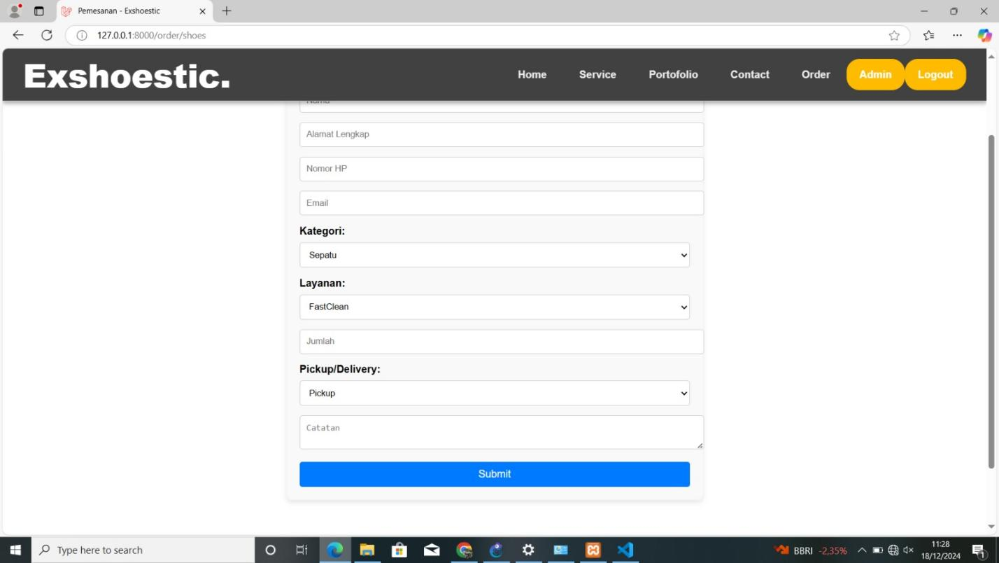 Pemesanan - Exshoestic
127.0.0.1:8000/order/shoes
Exshoestic.
Home
Service
Portofolio
Contact
Order
Admin
Logout
Alamat Lengkap
Nomor HP
Email
Kategori:
Sepatu
Layanan:
FastClean
Jumlah
Pickup/Delivery:
Pickup
Catatan
Submit
Type here to search
BBRI -2,35%
11:28
18/12/2024
1